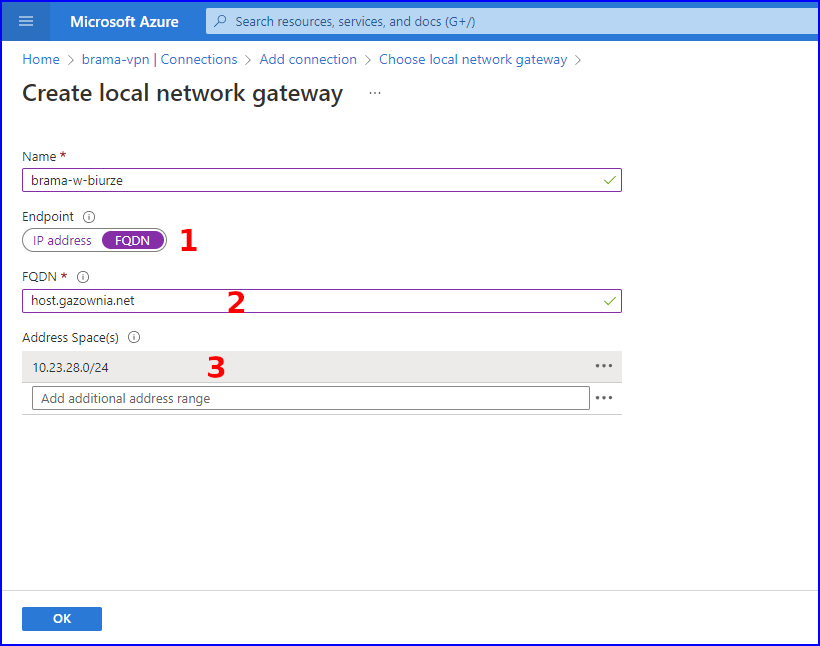 Microsoft Azure
Search resources, services, and docs (G+/)
Home > brama-vpn | Connections > Add connection > Choose local network gateway >
Create local network gateway ...
Name *
brama-w-biurze
Endpoint
IP address FQDN 1
FQDN *
host.gazownia.net 2
Address Space(s)
10.23.28.0/24 3
Add additional address range
OK